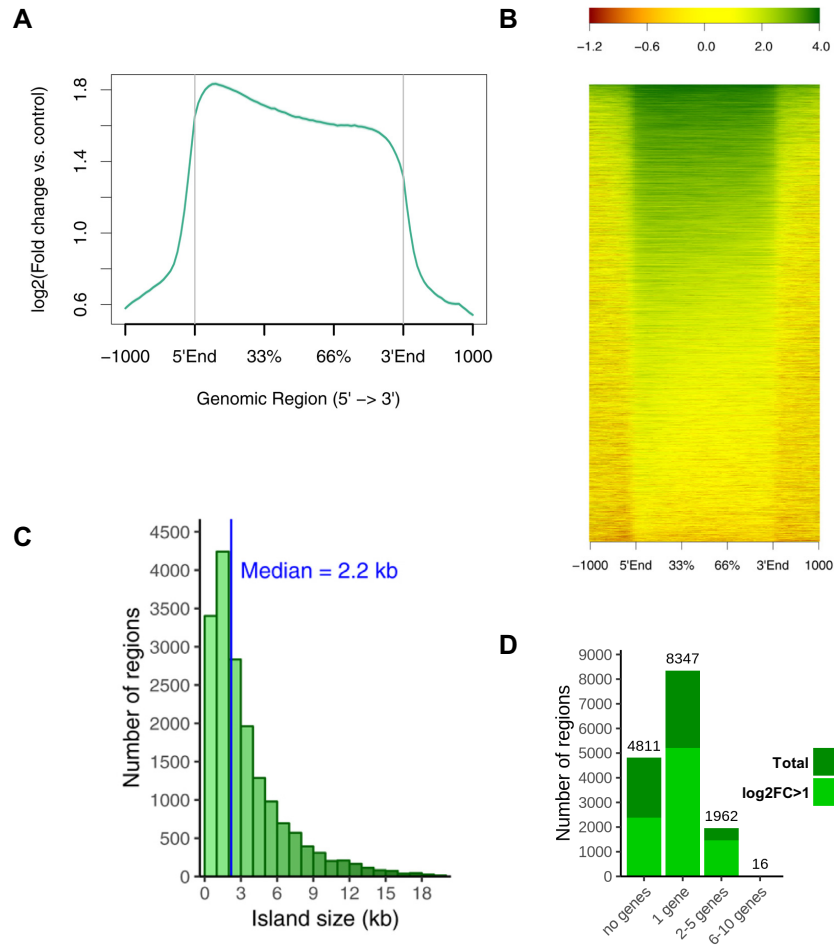 A
log2(Fold change vs. control)
1.8
1.4
1.0
0.6
−1000 5'End 33% 66% 3'End 1000
Genomic Region (5' −> 3')
B
−1.2 −0.6 0.0 2.0 4.0
−1000 5'End 33% 66% 3'End 1000
C
Number of regions
4500
4000
3500
3000
2500
2000
1500
1000
500
0
Median = 2.2 kb
0 3 6 9 12 15 18
Island size (kb)
D
Number of regions
9000
8000
7000
6000
5000
4000
3000
2000
1000
0
4811
8347
1962
16
Total
log2FC>1
no genes
1 gene
2-5 genes
6-10 genes